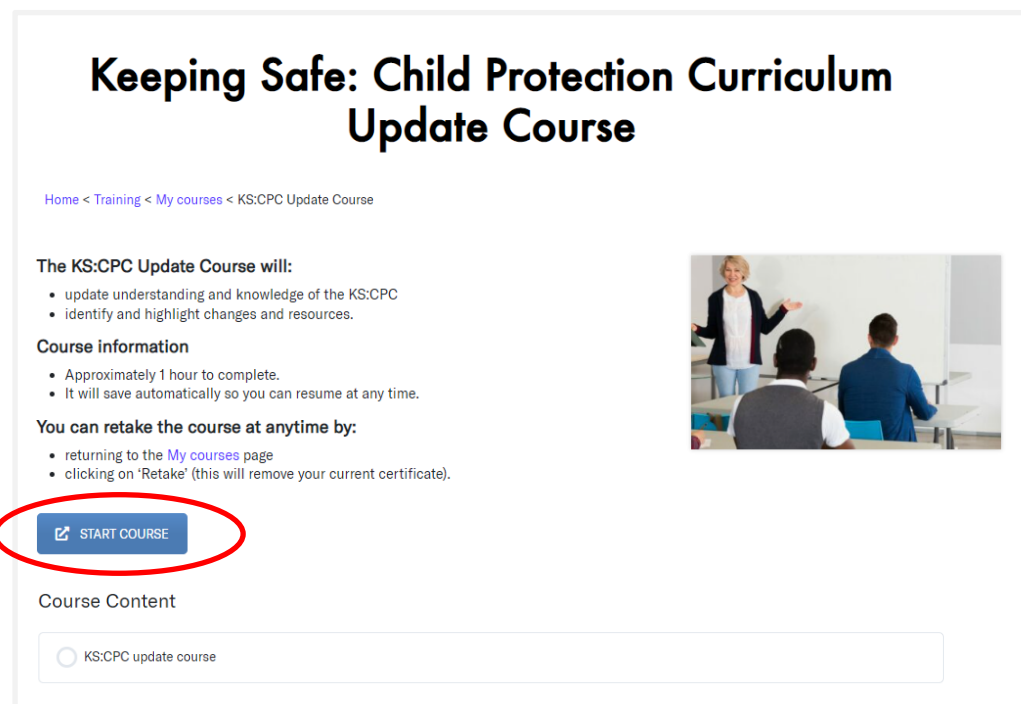 Keeping Safe: Child Protection Curriculum
Update Course
Home < Training < My courses < KS:CPC Update Course
The KS:CPC Update Course will:
• update understanding and knowledge of the KS:CPC
• identify and highlight changes and resources.
Course information
• Approximately 1 hour to complete.
• It will save automatically so you can resume at any time.
You can retake the course at anytime by:
• returning to the My courses page
• clicking on ‘Retake’ (this will remove your current certificate).
START COURSE
Course Content
KS:CPC update course